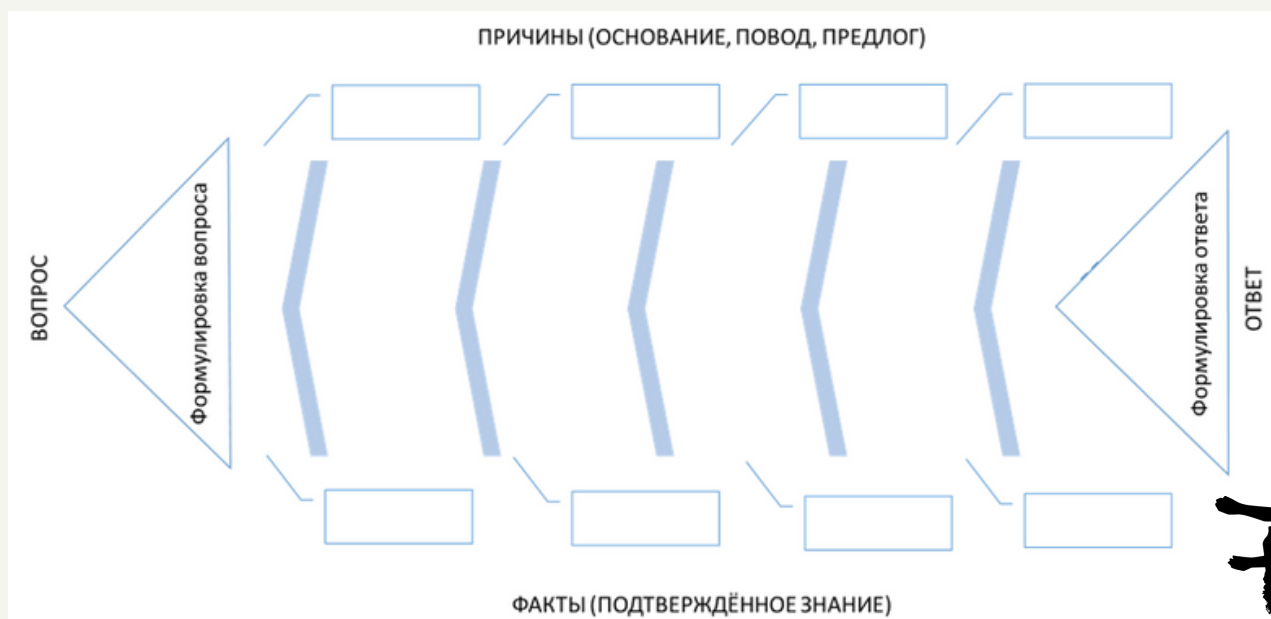 ПРИЧИНЫ (ОСНОВАНИЕ, ПОВОД, ПРЕДЛОГ)
ВОПРОС
Формулировка вопроса
Формулировка ответа
ОТВЕТ
ФАКТЫ (ПОДТВЕРЖДЁННОЕ ЗНАНИЕ)